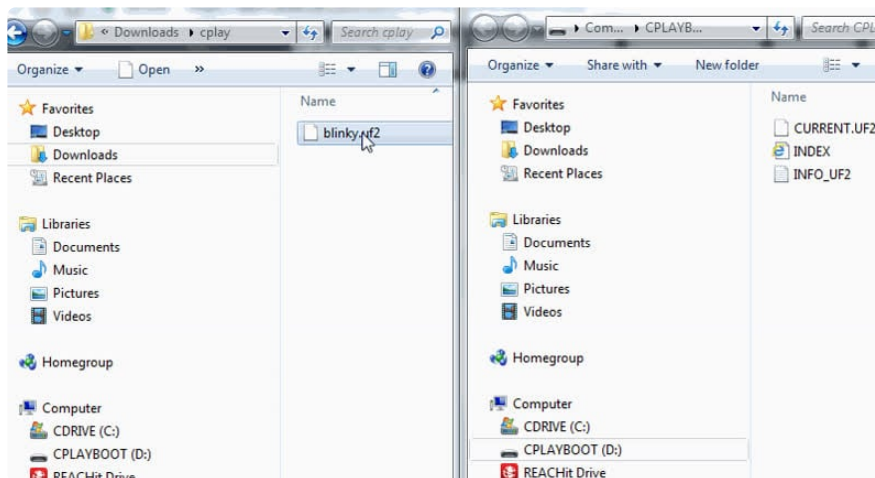 « Downloads ▸ cplay
Search cplay
Organize ▾ Open »
Favorites
Desktop
Downloads
Recent Places
Libraries
Documents
Music
Pictures
Videos
Homegroup
Computer
CDRIVE (C:)
CPLAYBOOT (D:)
REACHit Drive
Name
blinky.uf2
Com... ▸ CPLAYB...
Search CPL
Organize ▾ Share with ▾ New folder
Favorites
Desktop
Downloads
Recent Places
Libraries
Documents
Music
Pictures
Videos
Homegroup
Computer
CDRIVE (C:)
CPLAYBOOT (D:)
REACHit Drive
Name
CURRENT.UF2
INDEX
INFO_UF2